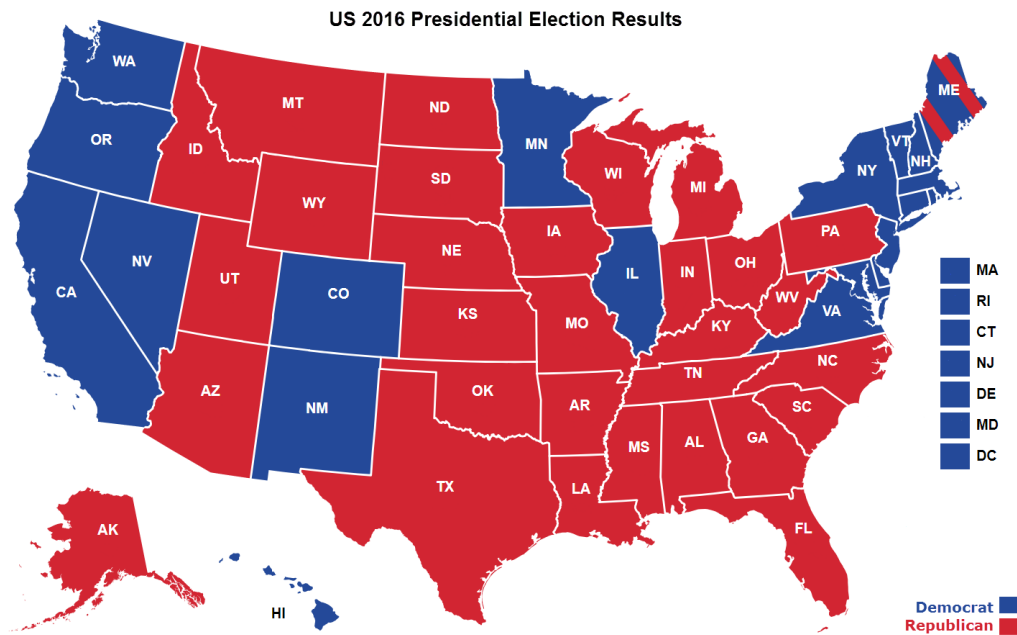 US 2016 Presidential Election Results
WA
MT
ND
ME
OR
MN
VT
ID
NH
WI
NY
SD
MI
WY
IA
PA
NE
NV
OH
MA
UT
IL
IN
CA
CO
WV
RI
VA
KS
MO
KY
CT
NC
NJ
TN
AZ
OK
DE
NM
AR
SC
MD
MS
AL
GA
DC
TX
LA
AK
FL
HI
Democrat
Republican